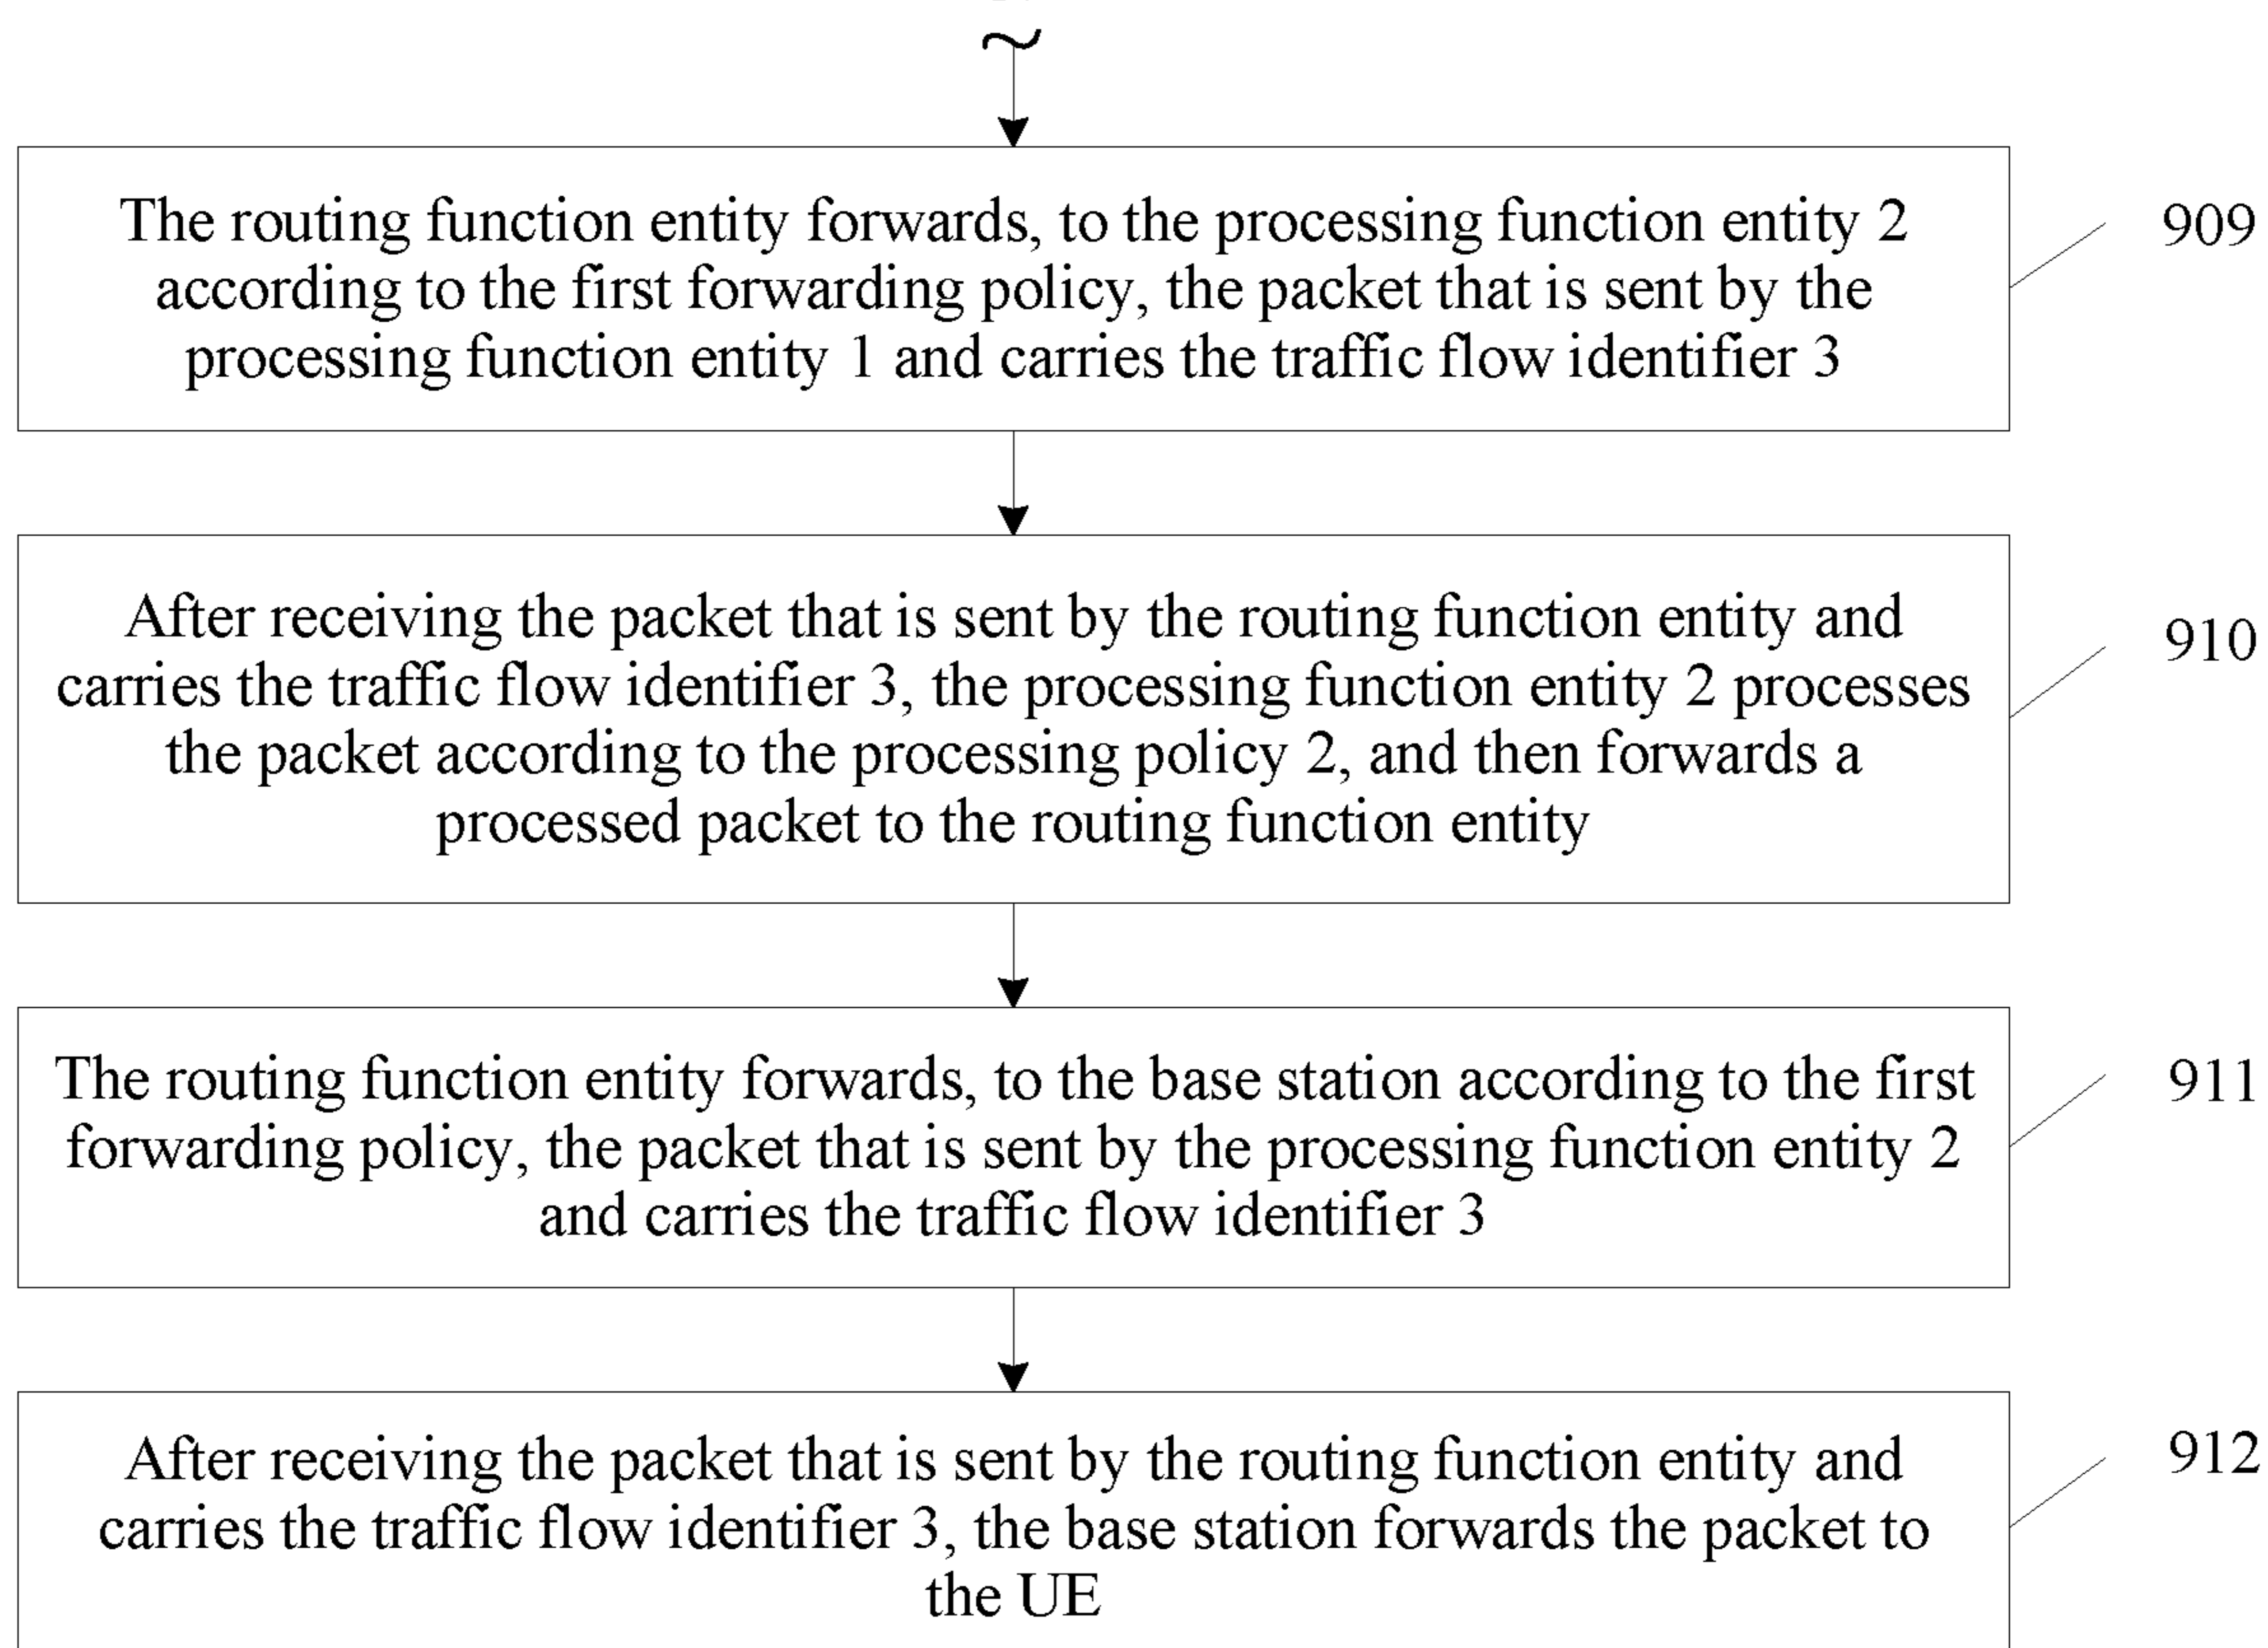 The routing function entity forwards, to the processing function entity 2
according to the first forwarding policy, the packet that is sent by the
processing function entity 1 and carries the traffic flow identifier 3
909
After receiving the packet that is sent by the routing function entity and
carries the traffic flow identifier 3, the processing function entity 2 processes
the packet according to the processing policy 2, and then forwards a
processed packet to the routing function entity
910
The routing function entity forwards, to the base station according to the first
forwarding policy, the packet that is sent by the processing function entity 2
and carries the traffic flow identifier 3
911
After receiving the packet that is sent by the routing function entity and
carries the traffic flow identifier 3, the base station forwards the packet to
the UE
912